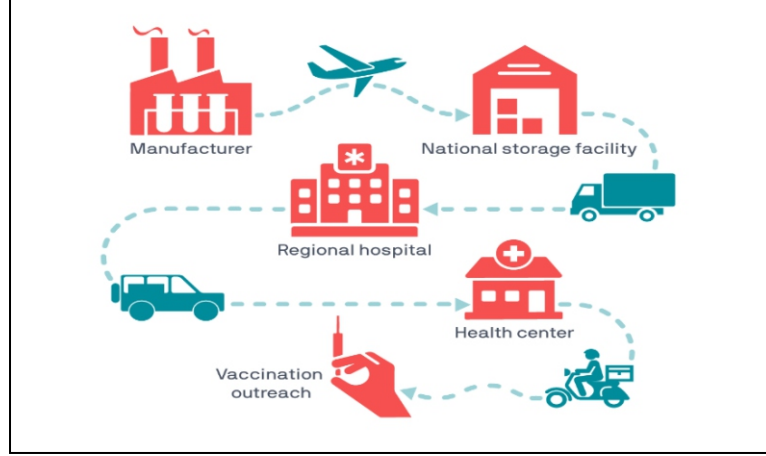 Manufacturer
National storage facility
Regional hospital
Health center
Vaccination
outreach